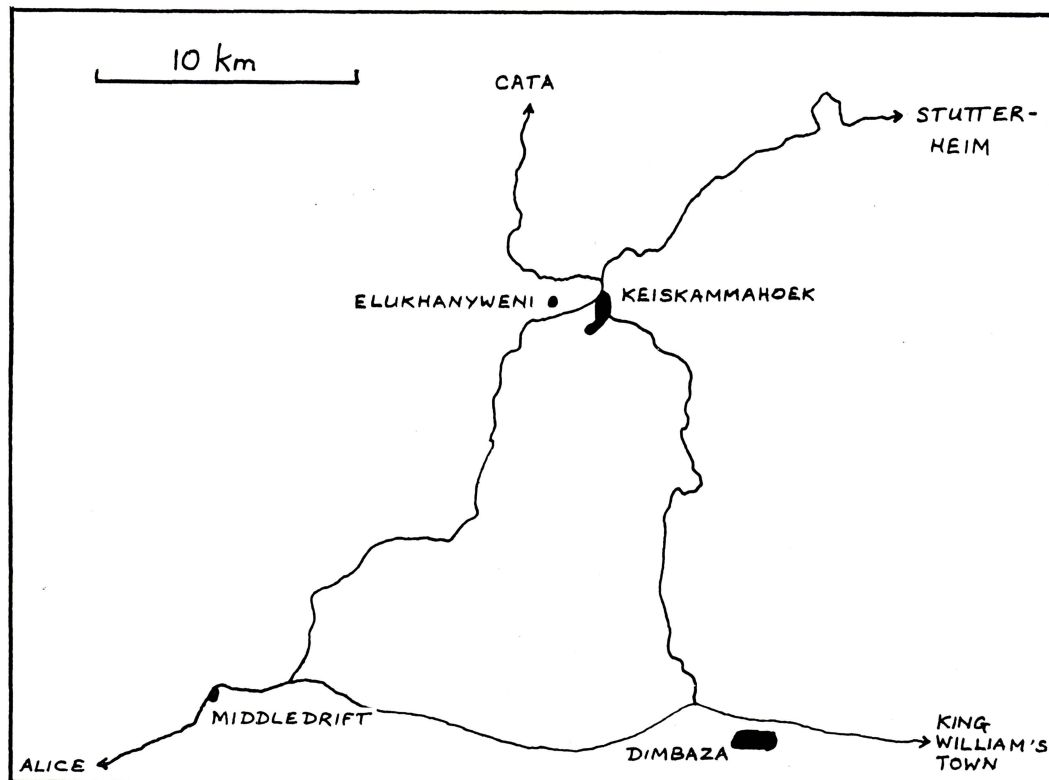 10 km
CATA
STUTTER-
HEIM
ELUKHANYWENI
KEISKAMMAHOEK
MIDDLEDRIFT
DIMBAZA
KING
WILLIAM'S
TOWN
ALICE